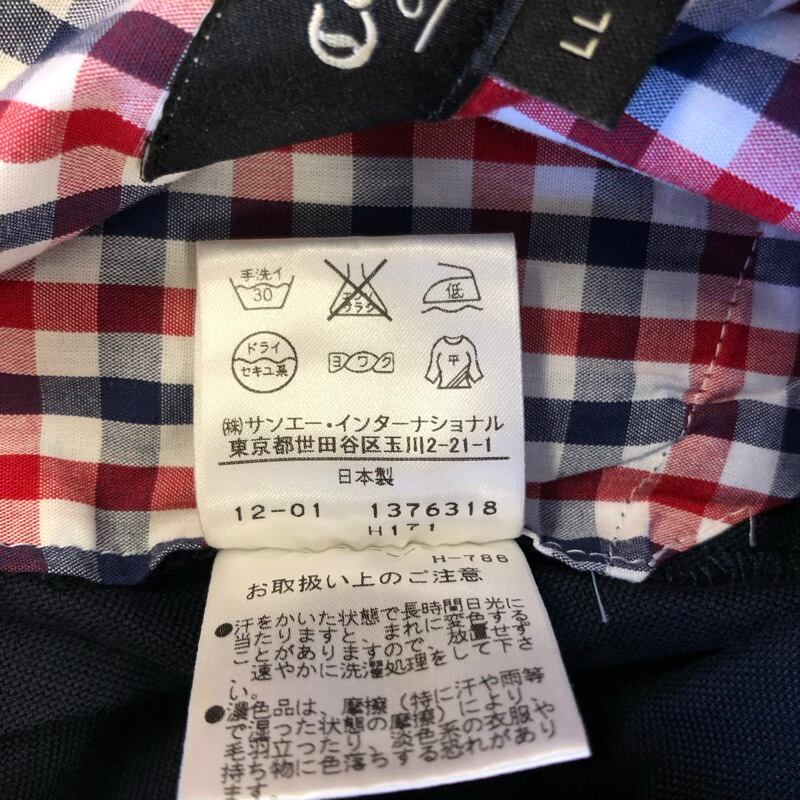 LL
手洗イ
30
エンソ
サラシ
低
ドライ
セキユ系
ヨワク
平
㈱サンエー・インターナショナル
東京都世田谷区玉川2-21-1
日本製
12-01 1376318
H171
H-786
お取扱い上のご注意
●汗をかいた状態で長時間日光に
当たりますと、まれに変色する
ことがありますので、放置せず
速やかに洗濯処理をして下さ
い。
●濃色品は、摩擦(特に汗や雨等
で湿った状態の摩擦)により、
毛羽立ったり、淡色系の衣服や
持ち物に色落ちする恐れがあり
ます。